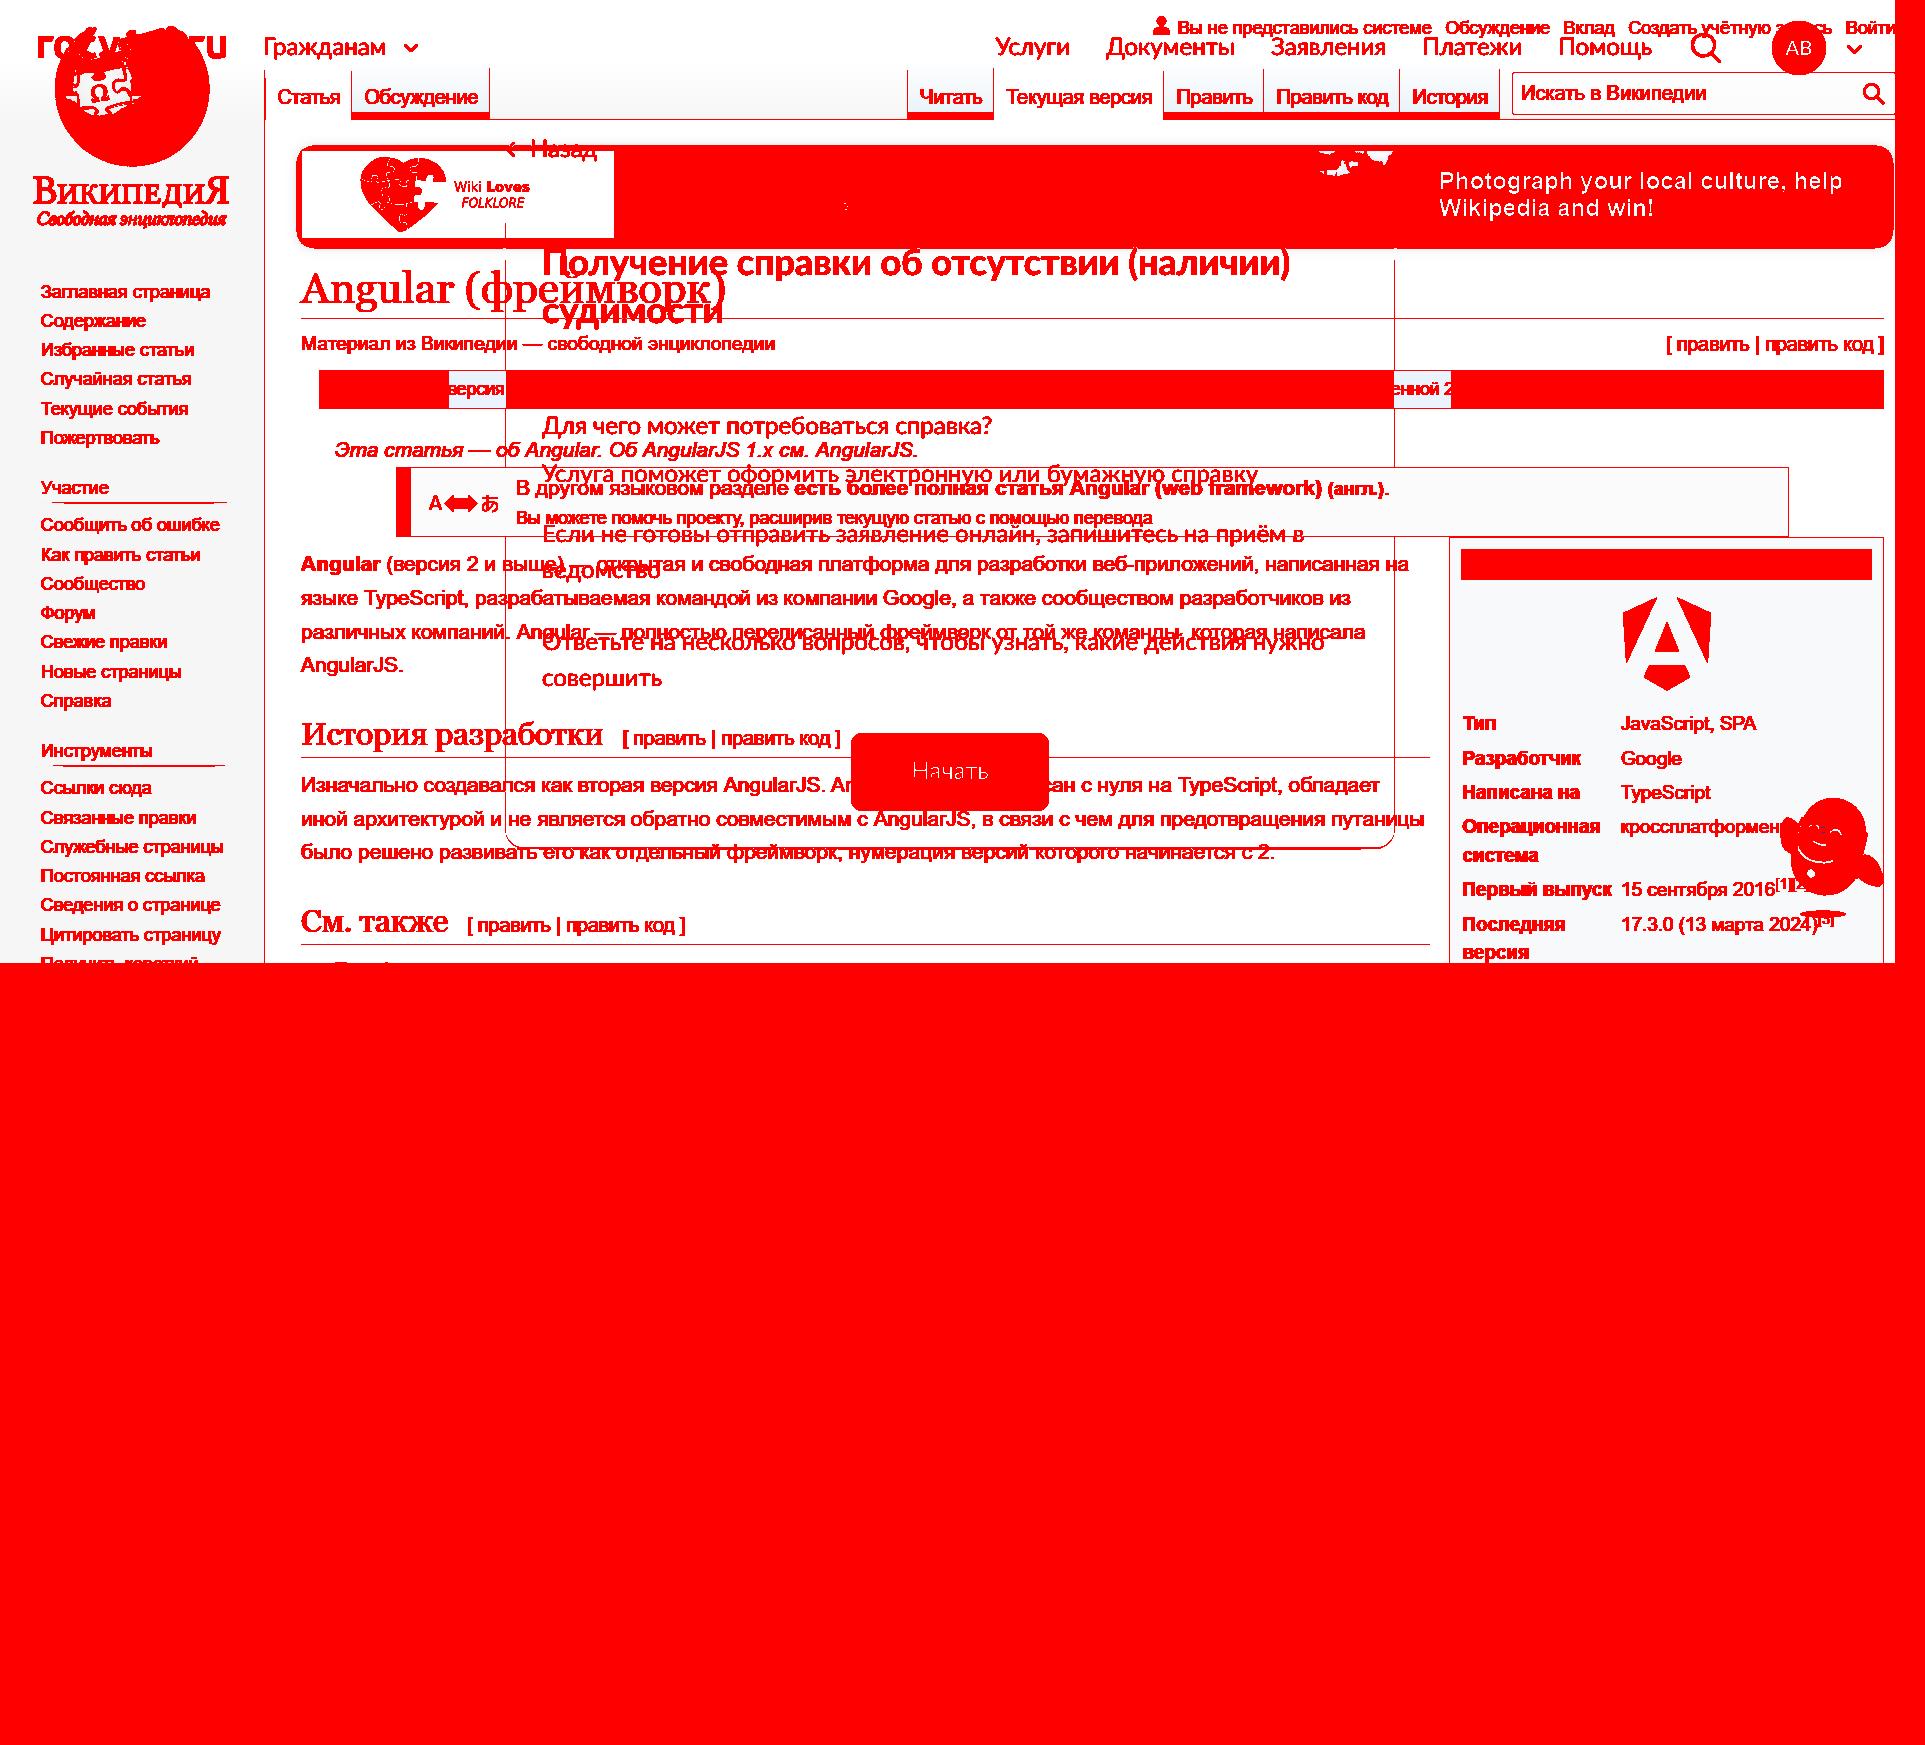 Вы не представились системе Обсуждение Вклад Создать учётную Войти
Гражданам Услуги Документы Заявления Платежи Помощь AB
Статья Обсуждение Читать Текущая версия Править Править код История Искать в Википедии
Назад
Wiki Loves
FOLKLORE
Photograph your local culture, help
Wikipedia and win!
ВикипедиЯ
Свободная энциклопедия
Получение справки об отсутствии (наличии)
судимости
Angular (фреймворк)
Материал из Википедии — свободной энциклопедии [ править | править код ]
версия
енной 2
Для чего может потребоваться справка?
Эта статья — об Angular. Об AngularJS 1.x см. AngularJS.
Услуга поможет оформить электронную или бумажную справку
A あ
В другом языковом разделе есть более полная статья Angular (web framework) (англ.).
Вы можете помочь проекту, расширив текущую статью с помощью перевода
Если не готовы отправить заявление онлайн, запишитесь на приём в
ведомство
Angular (версия 2 и выше) — открытая и свободная платформа для разработки веб-приложений, написанная на
языке TypeScript, разрабатываемая командой из компании Google, а также сообществом разработчиков из
различных компаний. Angular — полностью переписанный фреймворк от той же команды, которая написала
AngularJS.
Ответьте на несколько вопросов, чтобы узнать, какие действия нужно
совершить
История разработки [ править | править код ]
Начать
Изначально создавался как вторая версия AngularJS. сан с нуля на TypeScript, обладает
иной архитектурой и не является обратно совместимым с AngularJS, в связи с чем для предотвращения путаницы
было решено развивать его как отдельный фреймворк, нумерация версий которого начинается с 2.
См. также [ править | править код ]
Заглавная страница
Содержание
Избранные статьи
Случайная статья
Текущие события
Пожертвовать
Участие
Сообщить об ошибке
Как править статьи
Сообщество
Форум
Свежие правки
Новые страницы
Справка
Инструменты
Ссылки сюда
Связанные правки
Служебные страницы
Постоянная ссылка
Сведения о странице
Цитировать страницу
Тип JavaScript, SPA
Разработчик Google
Написана на TypeScript
Операционная кроссплатформен
система
Первый выпуск 15 сентября 2016[1][2]
Последняя 17.3.0 (13 марта 2024)[3]
версия